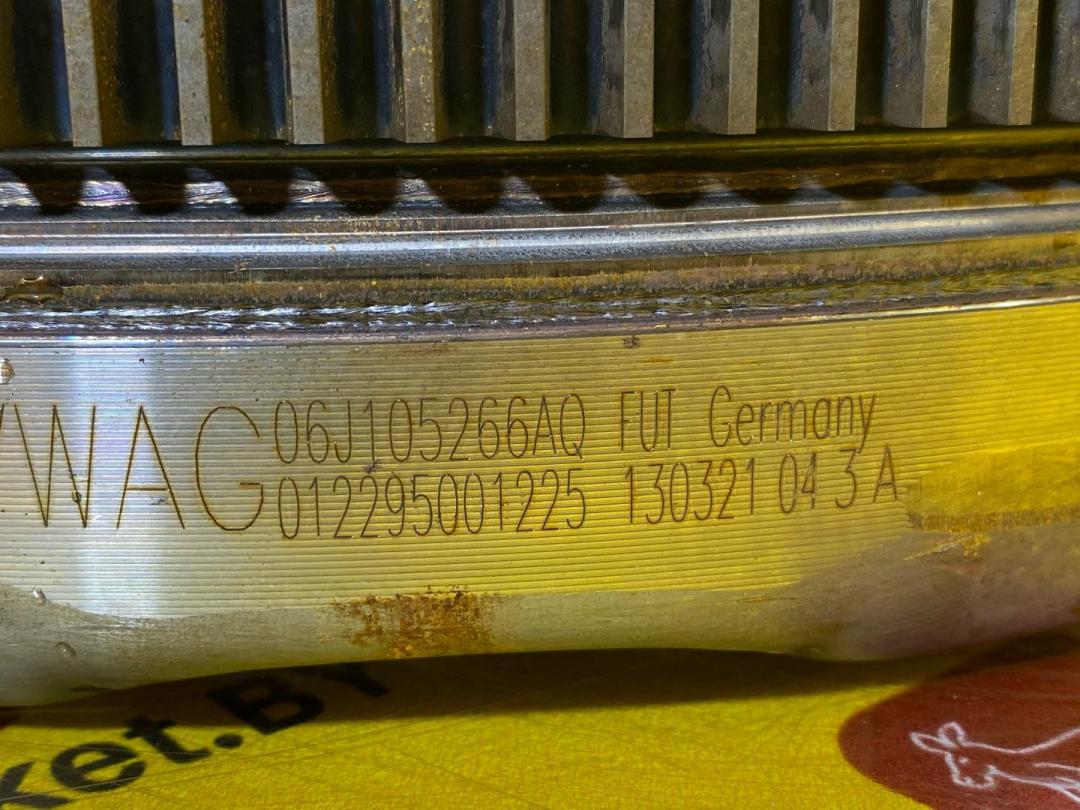 VWAG 06J105266AQ FUT Germany
012295001225 130321 04 3 A
ket.BY